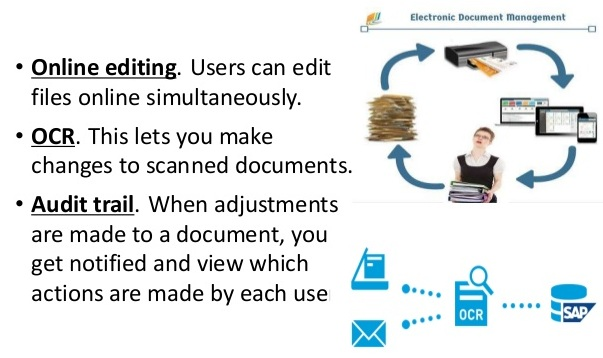 • Online editing. Users can edit
files online simultaneously.
• OCR. This lets you make
changes to scanned documents.
• Audit trail. When adjustments
are made to a document, you
get notified and view which
actions are made by each use
Electronic Document Management
OCR
SAP